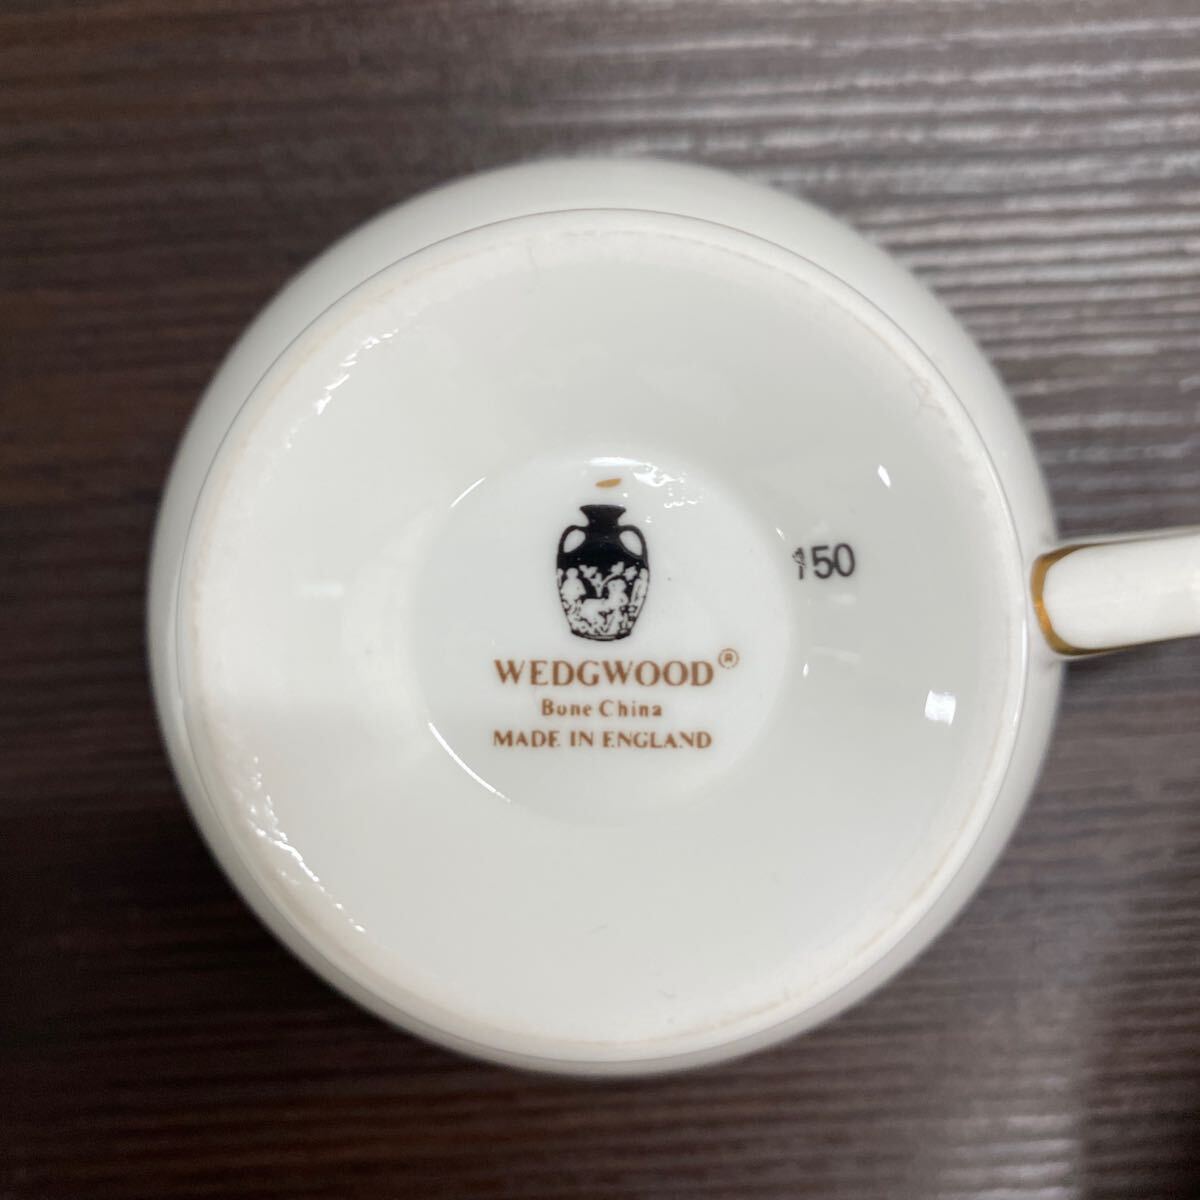 WEDGWOOD®
Bone China
MADE IN ENGLAND
150